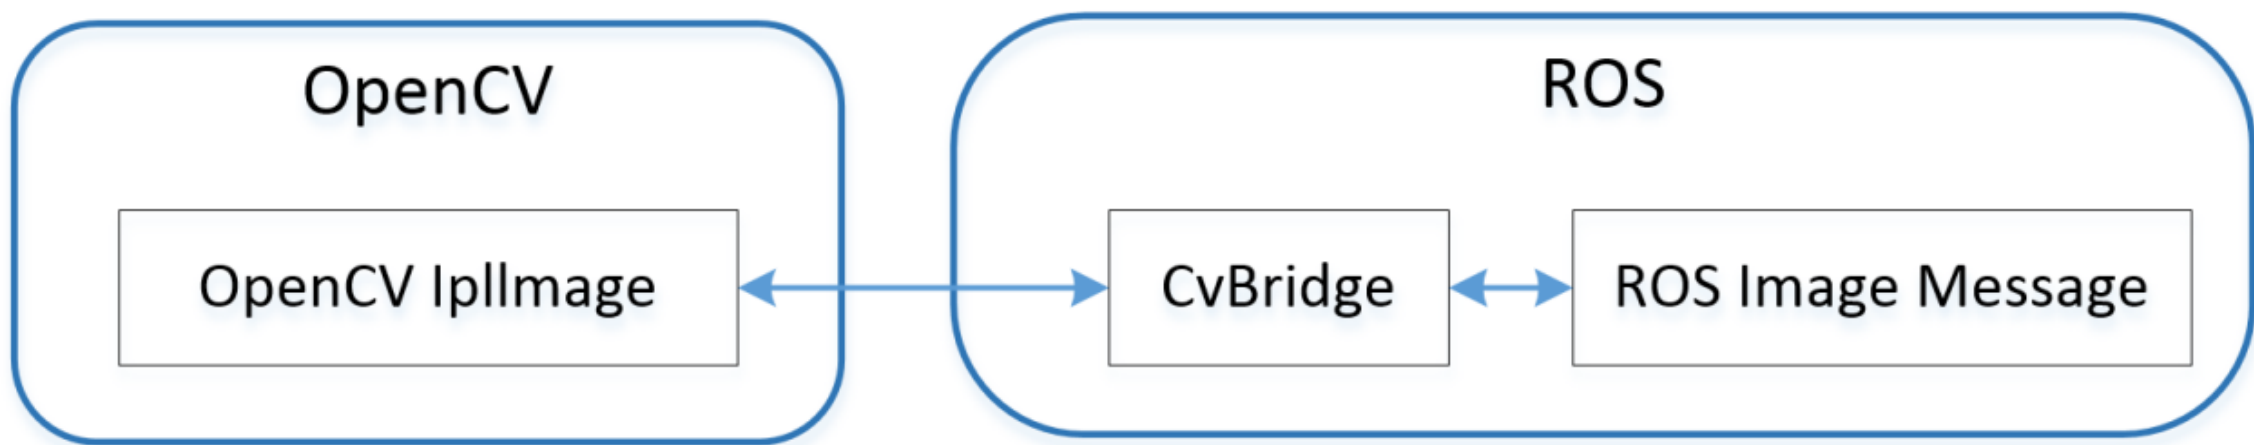 OpenCV
ROS
OpenCV IplImage
CvBridge
ROS Image Message